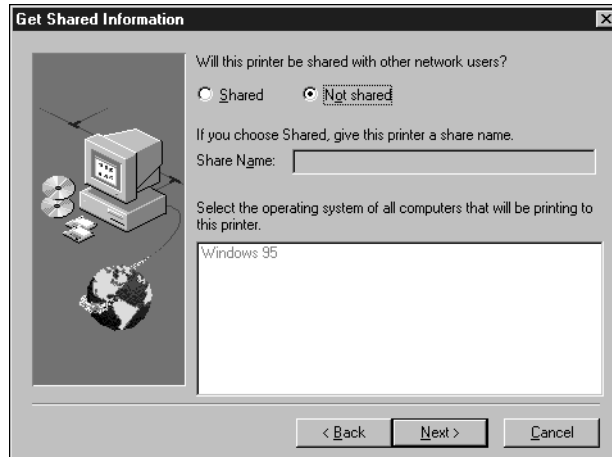 Get Shared Information
Will this printer be shared with other network users?
Shared Not shared
If you choose Shared, give this printer a share name.
Share Name:
Select the operating system of all computers that will be printing to
this printer.
Windows 95
< Back Next > Cancel